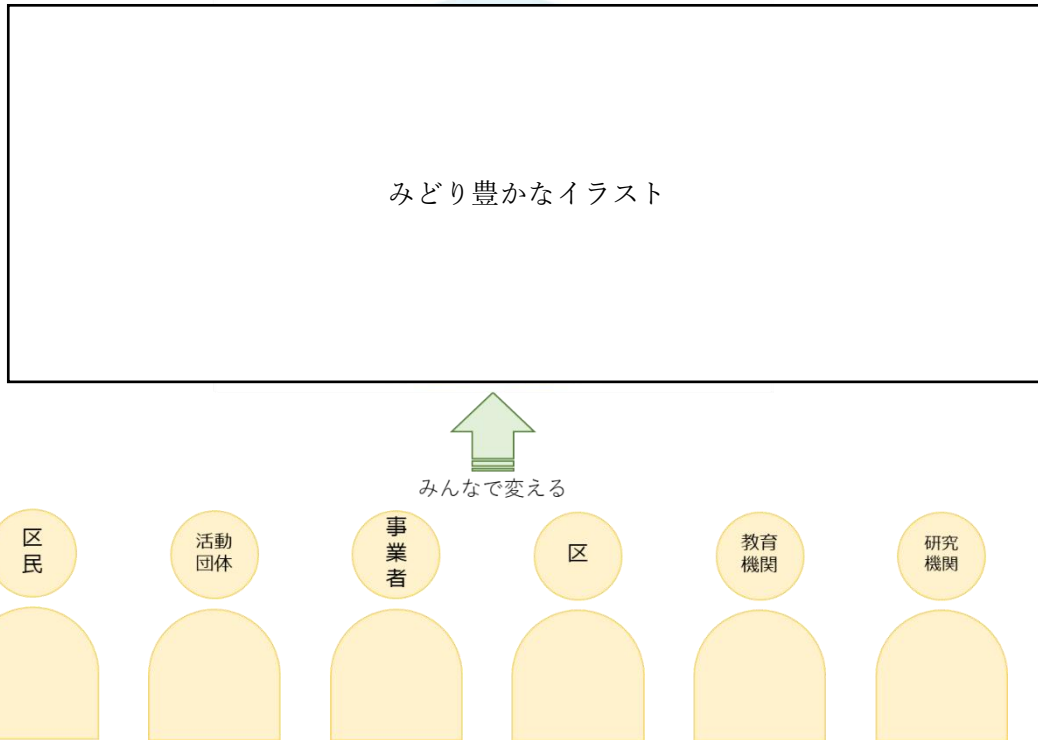 みどり豊かなイラスト
みんなで変える
区民
活動
団体
事業者
区
教育
機関
研究
機関